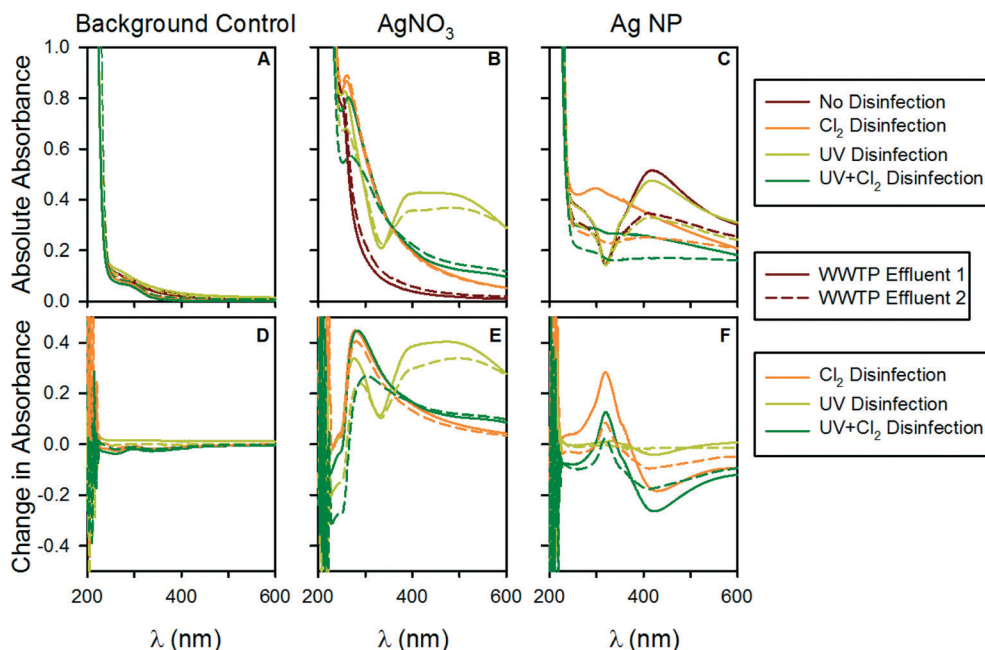 Background Control
AgNO₃
Ag NP
Absolute Absorbance
1.0
0.8
0.6
0.4
0.2
0.0
A
B
C
No Disinfection
Cl₂ Disinfection
UV Disinfection
UV+Cl₂ Disinfection
WWTP Effluent 1
WWTP Effluent 2
Change in Absorbance
0.4
0.2
0.0
-0.2
-0.4
D
E
F
Cl₂ Disinfection
UV Disinfection
UV+Cl₂ Disinfection
200 400 600
200 400 600
200 400 600
λ (nm)
λ (nm)
λ (nm)